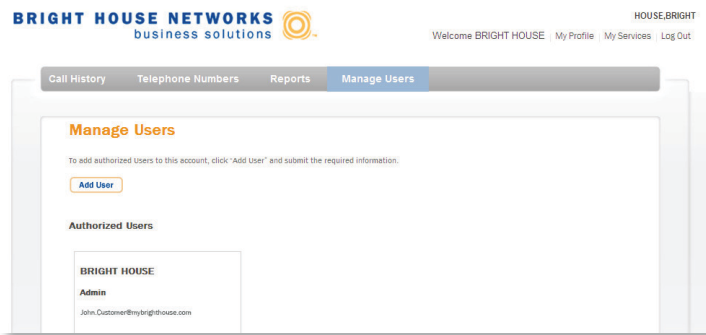 BRIGHT HOUSE NETWORKS
business solutions
HOUSE,BRIGHT
Welcome BRIGHT HOUSE | My Profile | My Services | Log Out
Call History Telephone Numbers Reports Manage Users
Manage Users
To add authorized Users to this account, click "Add User" and submit the required information.
Add User
Authorized Users
BRIGHT HOUSE
Admin
John.Customer@mybrighthouse.com